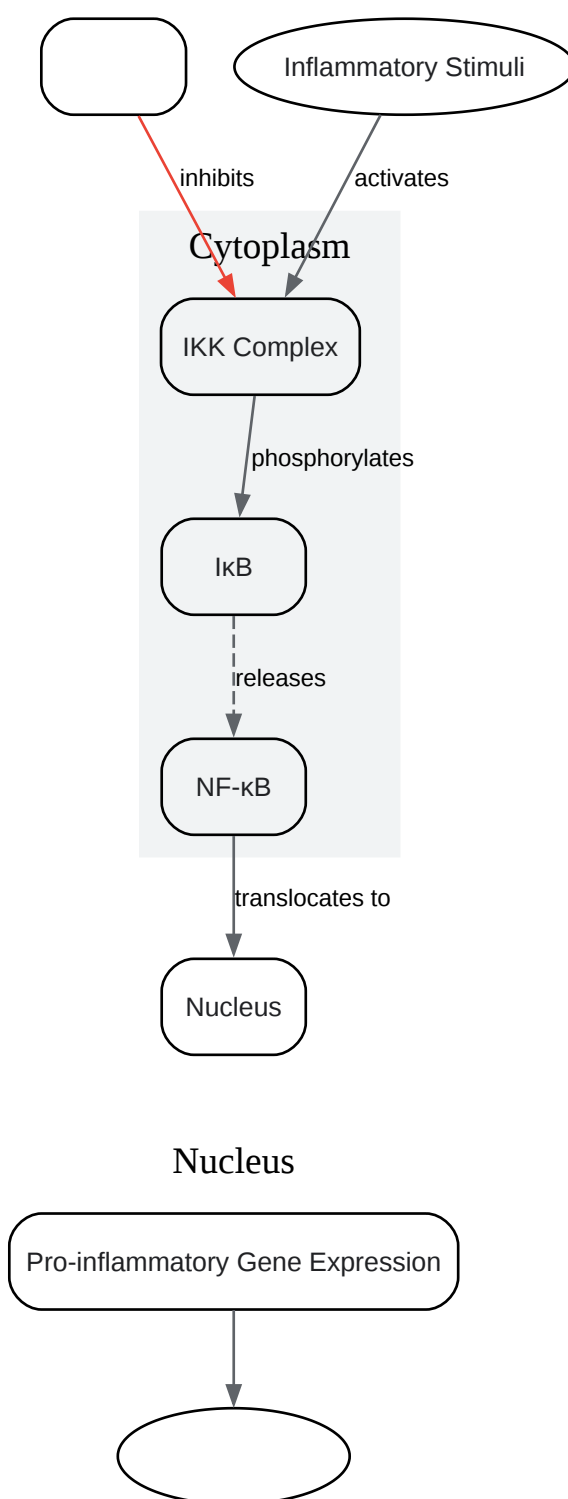 Inflammatory Stimuli
inhibits
activates
Cytoplasm
IKK Complex
phosphorylates
IκB
releases
NF-κB
translocates to
Nucleus
Nucleus
Pro-inflammatory Gene Expression